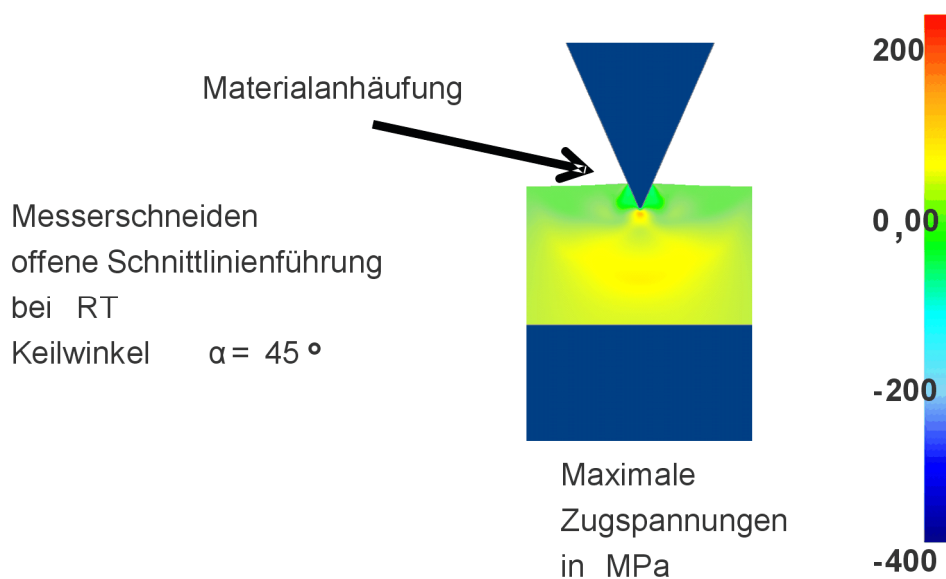 Materialanhäufung
Messerschneiden
offene Schnittlinienführung
bei RT
Keilwinkel α= 45 °
Maximale
Zugspannungen
in MPa
200
0,00
-200
-400